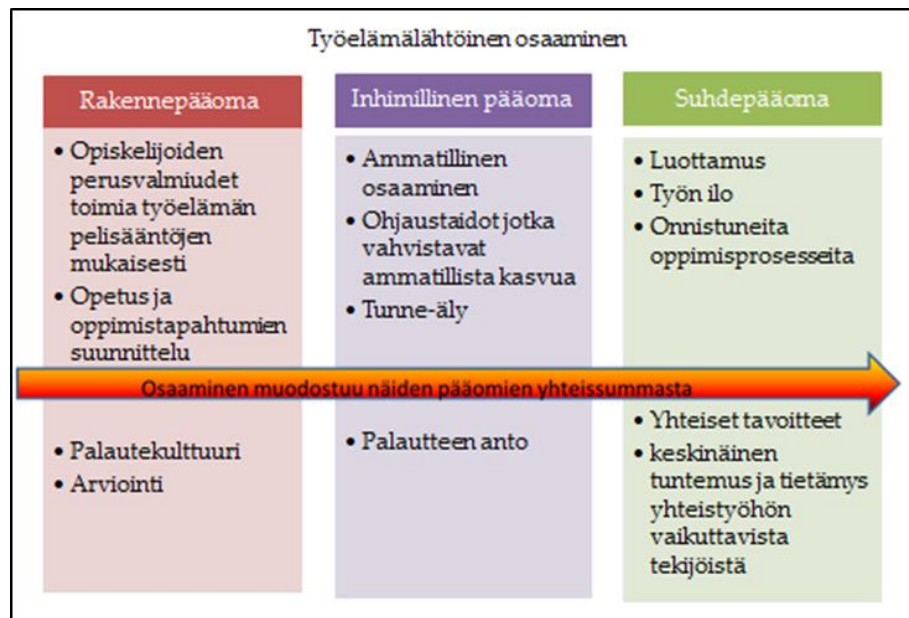 Työelämälähtöinen osaaminen
Rakennepääoma
• Opiskelijoiden
perusvalmiudet
toimia työelämän
pelisääntöjen
mukaisesti
• Opetus ja
oppimistapahtumien
suunnittelu
• Palautekulttuuri
• Arviointi
Inhimillinen pääoma
• Ammatillinen
osaaminen
• Ohjaustaidot jotka
vahvistavat
ammatillista kasvua
• Tunne-äly
• Palautteen anto
Suhdepääoma
• Luottamus
• Työn ilo
• Onnistuneita
oppimisprosesseita
• Yhteiset tavoitteet
• keskinäinen
tuntemus ja tietämys
yhteistyöhön
vaikuttavista
tekijöistä
Osaaminen muodostuu näiden pääomien yhteissummasta